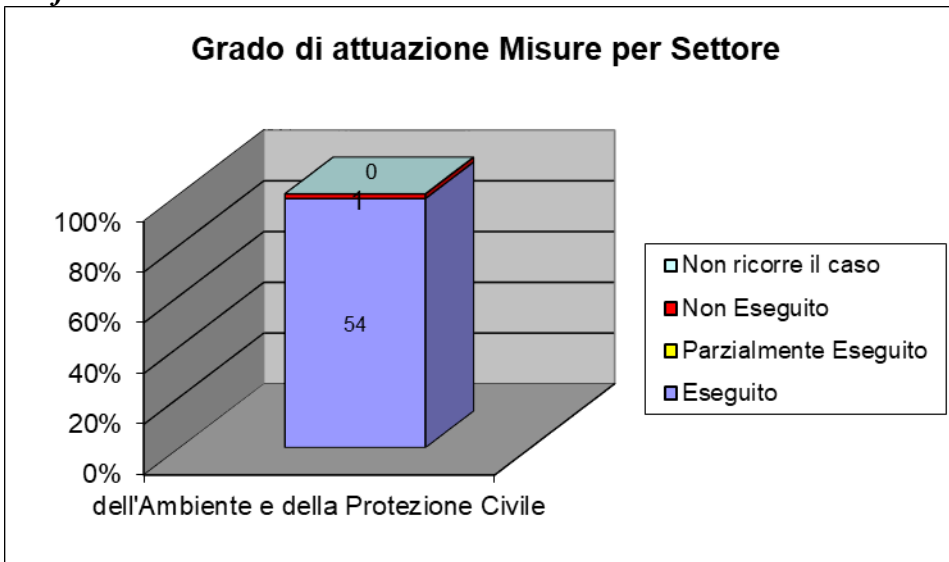 Grado di attuazione Misure per Settore
0
1
54
100%
80%
60%
40%
20%
0%
dell'Ambiente e della Protezione Civile
Non ricorre il caso
Non Eseguito
Parzialmente Eseguito
Eseguito